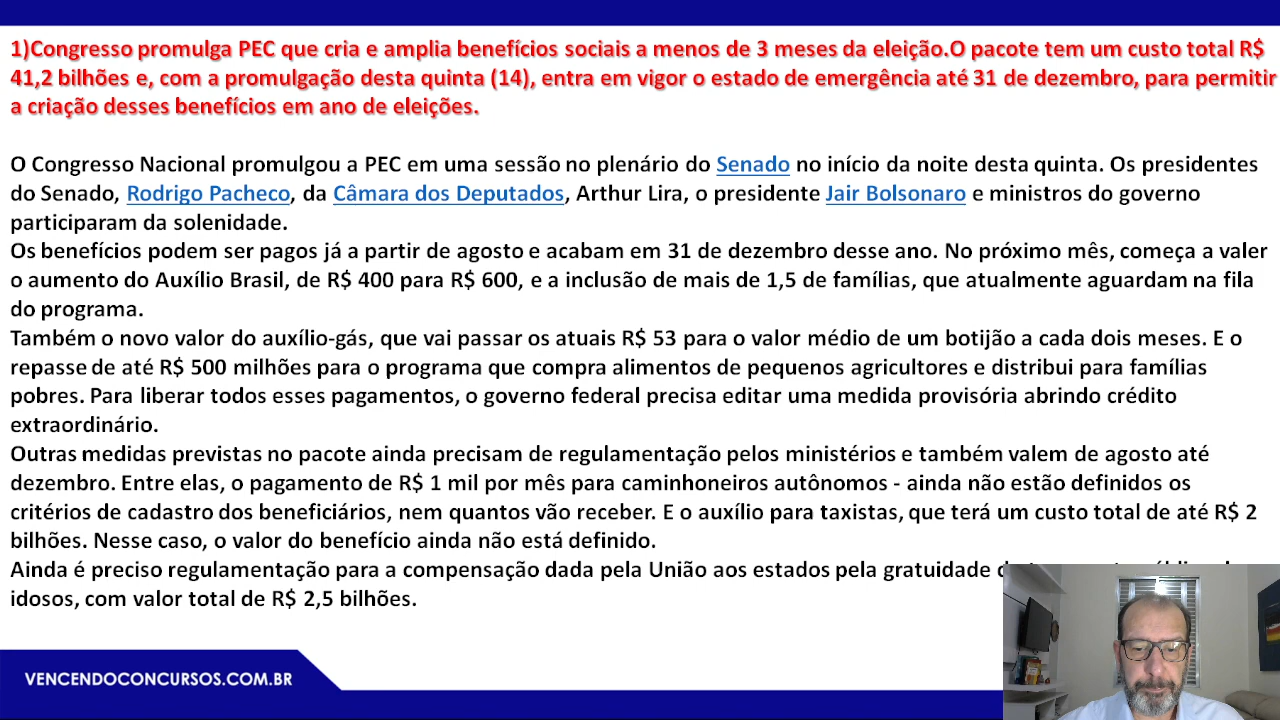 1)Congresso promulga PEC que cria e amplia benefícios sociais a menos de 3 meses da eleição.O pacote tem um custo total R$
41,2 bilhões e, com a promulgação desta quinta (14), entra em vigor o estado de emergência até 31 de dezembro, para permitir
a criação desses benefícios em ano de eleições.
O Congresso Nacional promulgou a PEC em uma sessão no plenário do Senado no início da noite desta quinta. Os presidentes
do Senado, Rodrigo Pacheco, da Câmara dos Deputados, Arthur Lira, o presidente Jair Bolsonaro e ministros do governo
participaram da solenidade.
Os benefícios podem ser pagos já a partir de agosto e acabam em 31 de dezembro desse ano. No próximo mês, começa a valer
o aumento do Auxílio Brasil, de R$ 400 para R$ 600, e a inclusão de mais de 1,5 de famílias, que atualmente aguardam na fila
do programa.
Também o novo valor do auxílio-gás, que vai passar os atuais R$ 53 para o valor médio de um botijão a cada dois meses. E o
repasse de até R$ 500 milhões para o programa que compra alimentos de pequenos agricultores e distribui para famílias
pobres. Para liberar todos esses pagamentos, o governo federal precisa editar uma medida provisória abrindo crédito
extraordinário.
Outras medidas previstas no pacote ainda precisam de regulamentação pelos ministérios e também valem de agosto até
dezembro. Entre elas, o pagamento de R$ 1 mil por mês para caminhoneiros autônomos - ainda não estão definidos os
critérios de cadastro dos beneficiários, nem quantos vão receber. E o auxílio para taxistas, que terá um custo total de até R$ 2
bilhões. Nesse caso, o valor do benefício ainda não está definido.
Ainda é preciso regulamentação para a compensação dada pela União aos estados pela gratuidade
idosos, com valor total de R$ 2,5 bilhões.
VENCENDOCONCURSOS.COM.BR